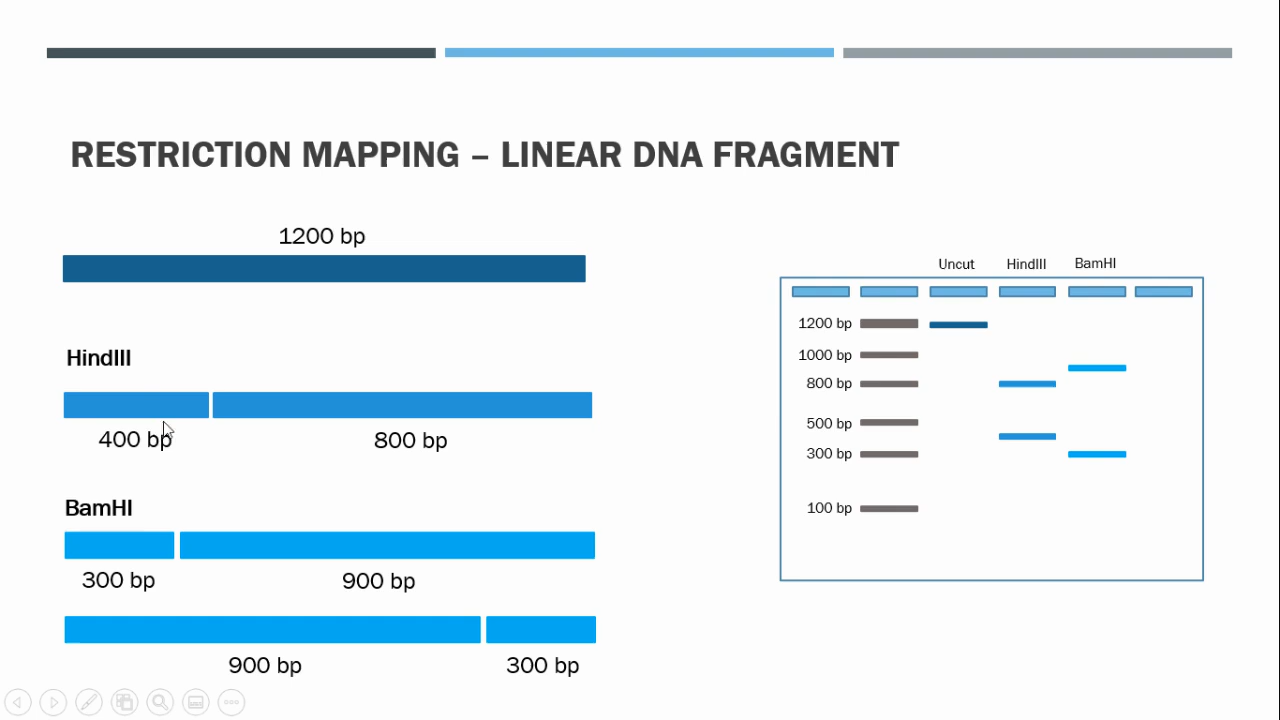 RESTRICTION MAPPING – LINEAR DNA FRAGMENT
1200 bp
HindIII
400 bp
800 bp
BamHI
300 bp
900 bp
900 bp
300 bp
Uncut
HindIII
BamHI
1200 bp
1000 bp
800 bp
500 bp
300 bp
100 bp